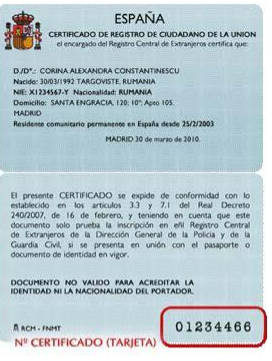 ESPAÑA
CERTIFICADO DE REGISTRO DE CIUDADANO DE LA UNION
el encargado del Registro Central de Extranjeros certifica que:
D./Dª.: CORINA ALEXANDRA CONSTANTINESCU
Nacido: 30/03/1992 TARGOVISTE, RUMANIA
NIE: X1234567-Y Nacionalidad: RUMANIA
Domicilio: SANTA ENGRACIA, 120; 10º; Apto 105.
MADRID
Residente comunitario permanente en España desde 25/2/2003
MADRID 30 de marzo de 2010.
El presente CERTIFICADO se expide de conformidad con lo
establecido en los artículos 3.3 y 7.1 del Real Decreto
240/2007, de 16 de febrero, y teniendo en cuenta que este
documento solo prueba la inscripción en eñl Registro Central
de Extranjeros de la Dirección General de la Policía y de la
Guardia Civil, si se presenta en unión con el pasaporte o
documento de identidad en vigor.
DOCUMENTO NO VALIDO PARA ACREDITAR LA
IDENTIDAD NI LA NACIONALIDAD DEL PORTADOR.
RCM - FNMT
01234466
Nº CERTIFICADO (TARJETA)